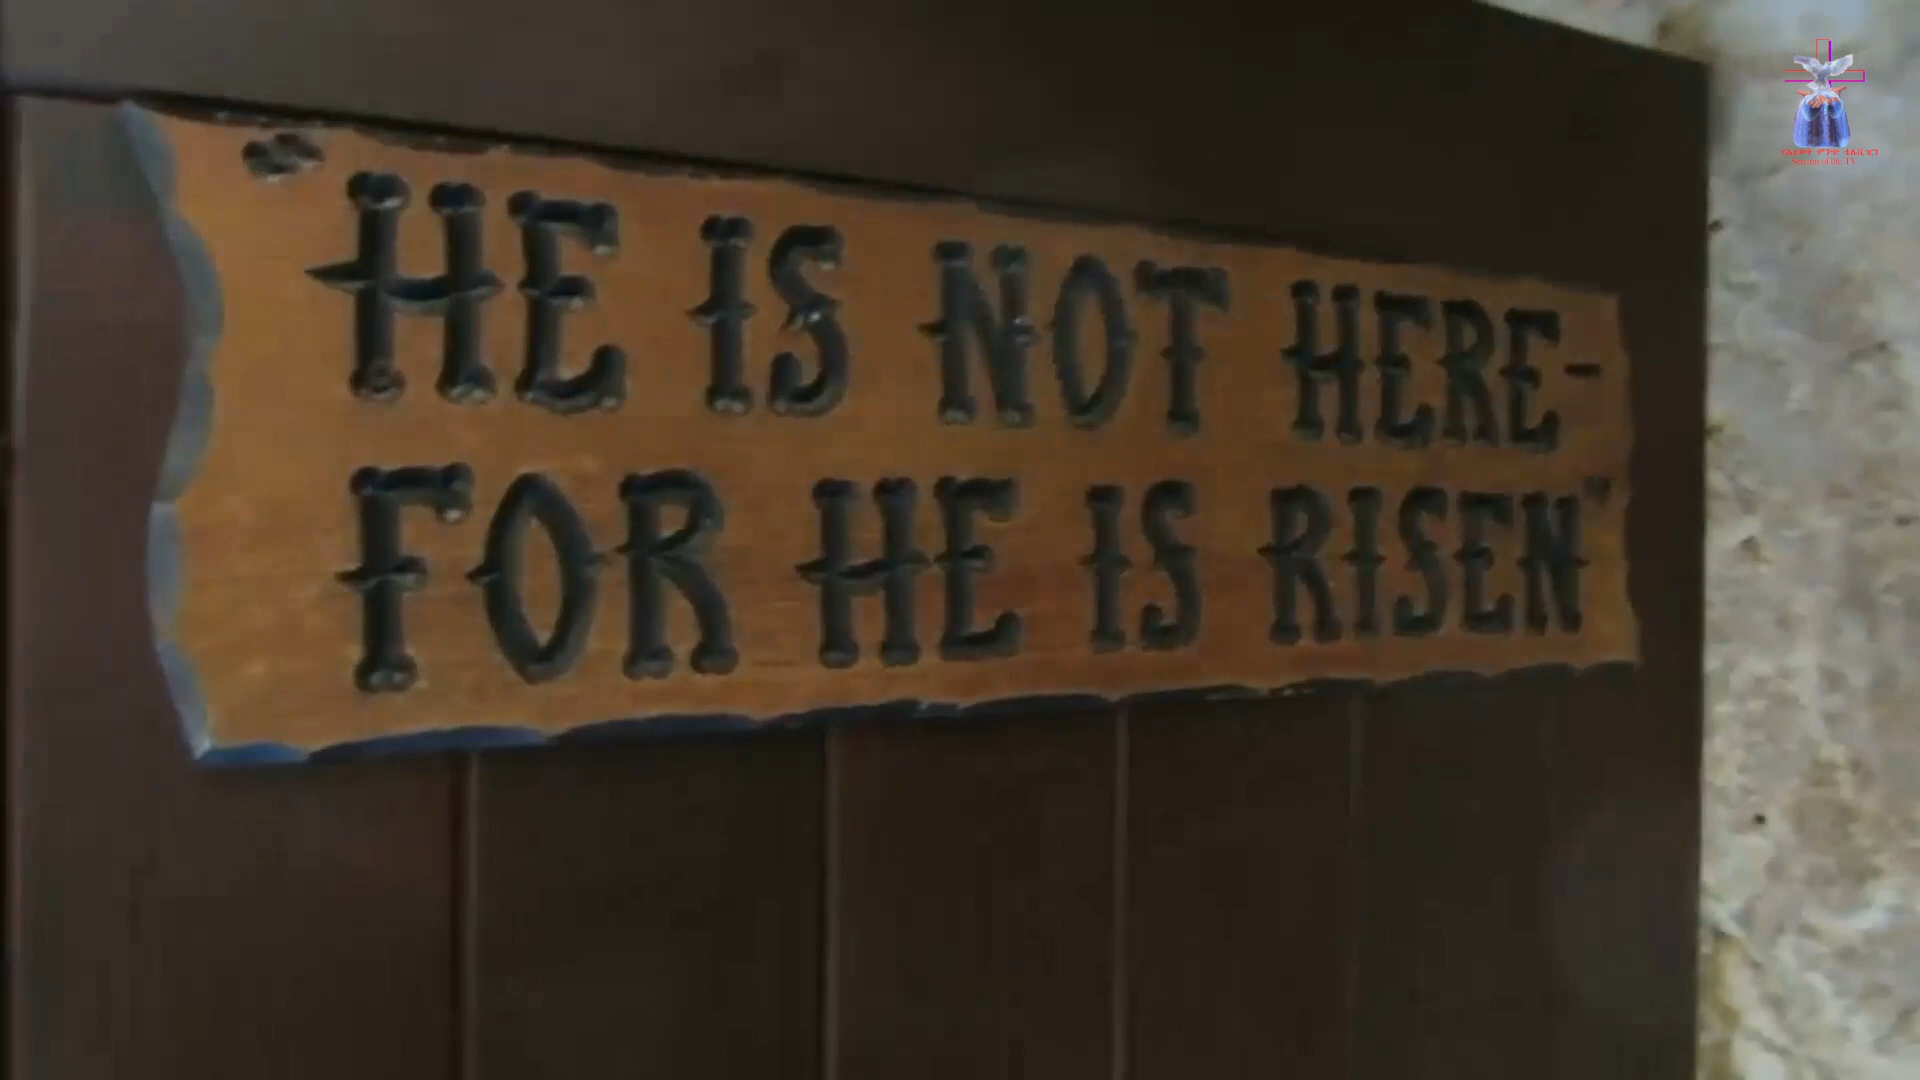 "HE IS NOT HERE-
FOR HE IS RISEN"